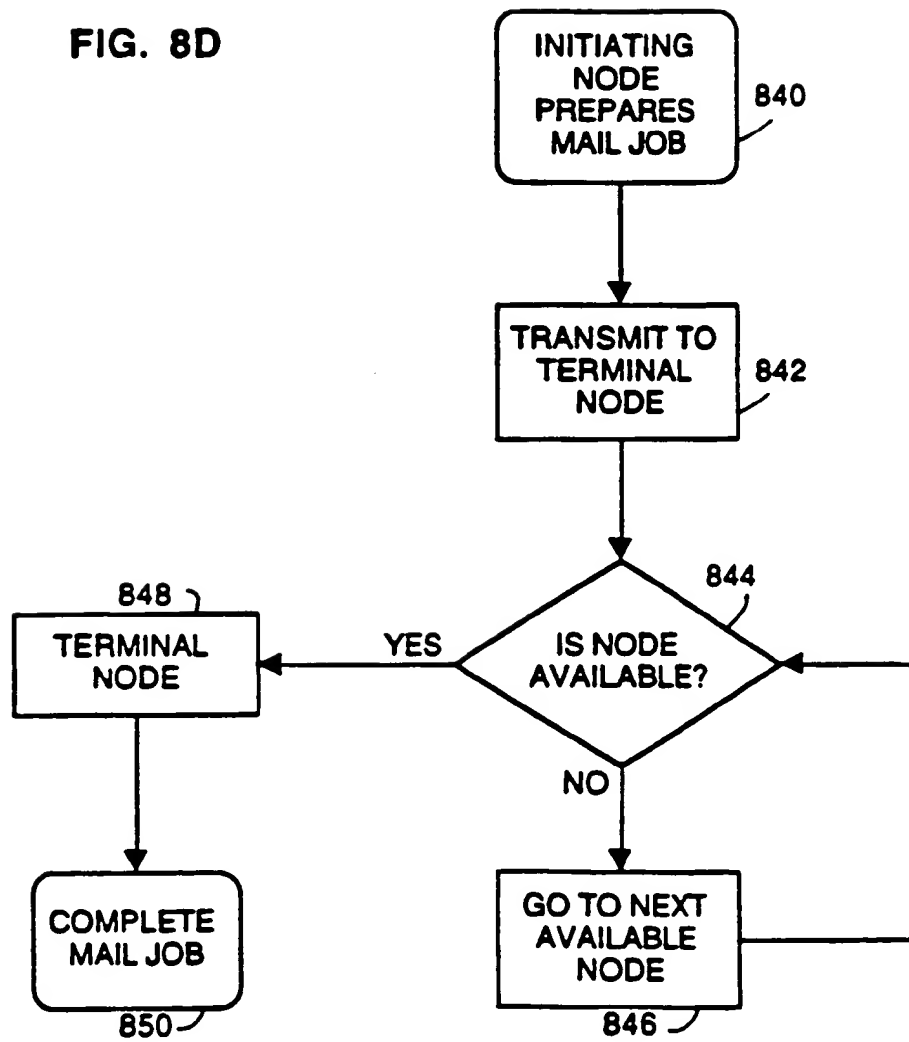 FIG. 8D
INITIATING
NODE
PREPARES
MAIL JOB
840
TRANSMIT TO
TERMINAL
NODE
842
IS NODE
AVAILABLE?
844
YES
NO
848
TERMINAL
NODE
COMPLETE
MAIL JOB
850
GO TO NEXT
AVAILABLE
NODE
846